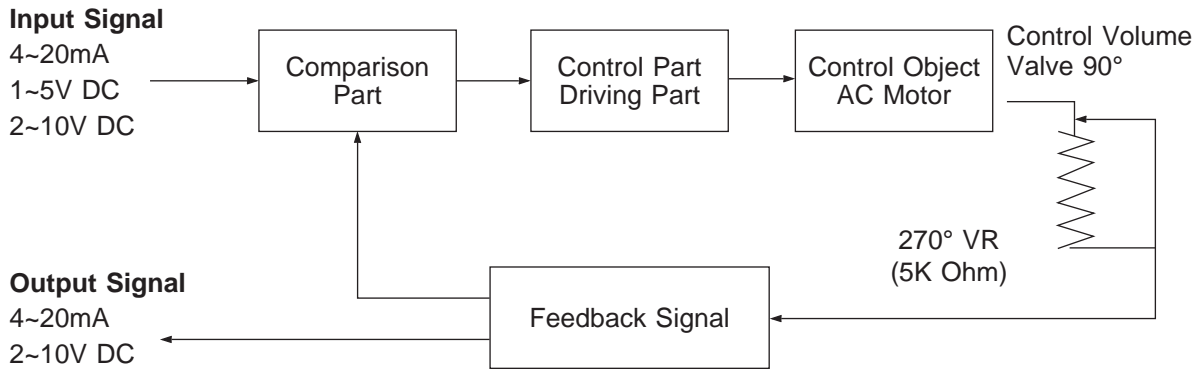 Input Signal
4~20mA
1~5V DC
2~10V DC
Comparison
Part
Control Part
Driving Part
Control Object
AC Motor
Control Volume
Valve 90°
270° VR
(5K Ohm)
Feedback Signal
Output Signal
4~20mA
2~10V DC